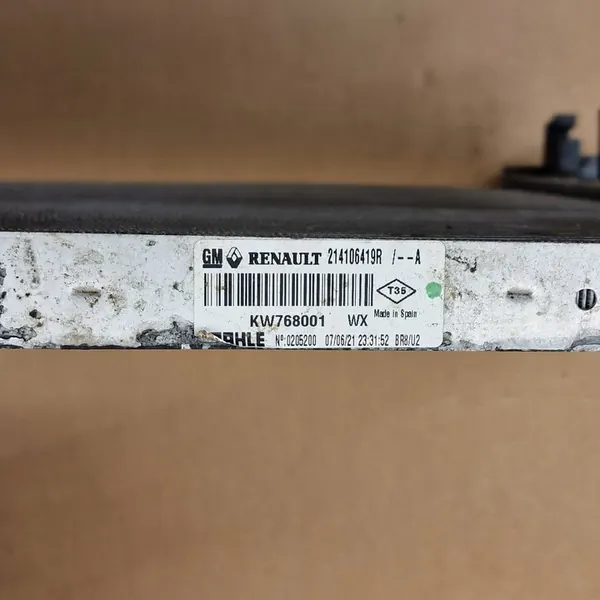 GM RENAULT 214106419R /--A
T35
KW768001 WX Made in Spain
MAHLE Nº:0205200 07/06/21 23:31:52 BR8/U2